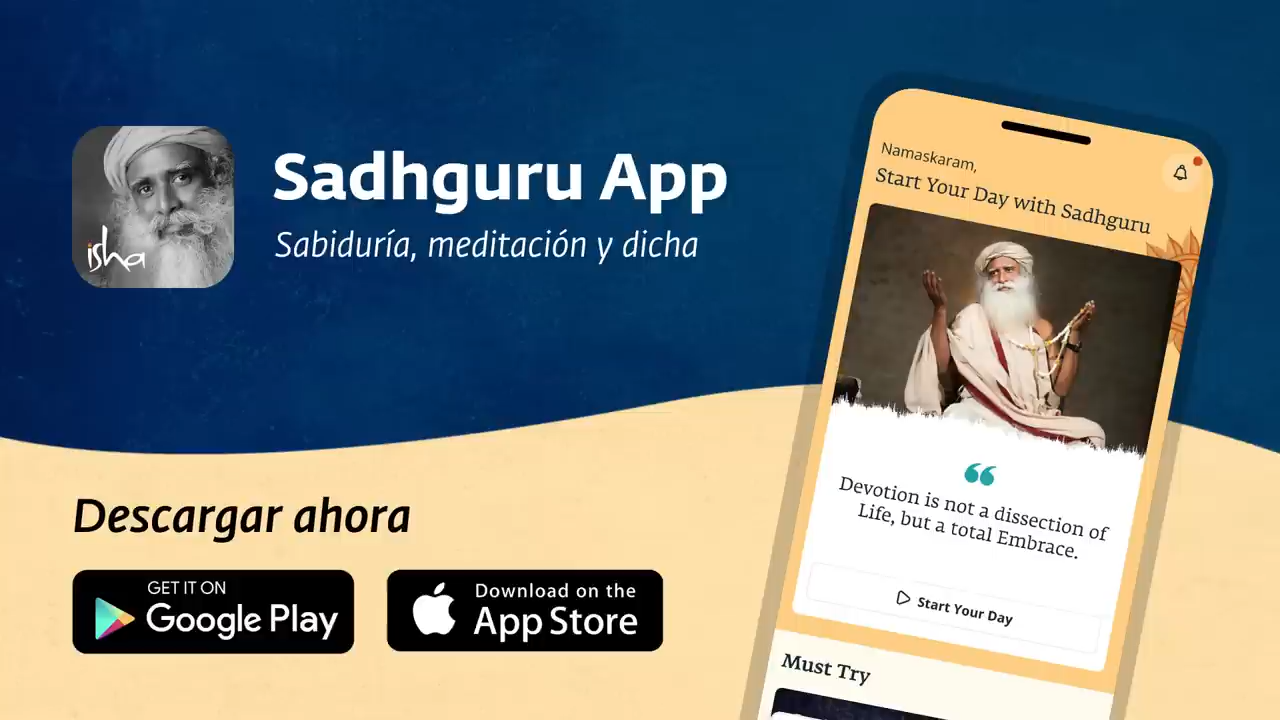 isha
Sadhguru App
Sabiduría, meditación y dicha
Descargar ahora
GET IT ON
Google Play
Download on the
App Store
Namaskaram,
Start Your Day with Sadhguru
Devotion is not a dissection of
Life, but a total Embrace.
Start Your Day
Must Try